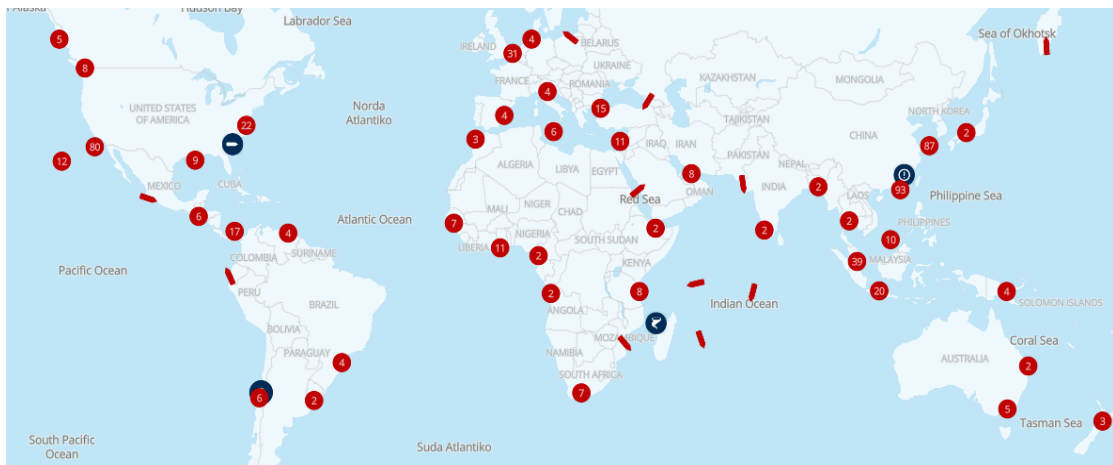 Hudson Bay
Labrador Sea
Sea of Okhotsk
5
4
IRELAND
BELARUS
31
8
UKRAINE
FRANCE
KAZAKHSTAN
MONGOLIA
ROMANIA
4
UNITED STATES
OF AMERICA
Norda
Atlantiko
15
4
NORTH KOREA
TAJIKISTAN
22
6
2
3
11
CHINA
80
87
IRAQ
IRAN
12
9
PAKISTAN
ALGERIA
LIBYA
EGYPT
NEPAL
8
MEXICO
CUBA
OMAN
INDIA
2
LAOS
93
Philippine Sea
Red Sea
MALI
NIGER
CHAD
6
Atlantic Ocean
7
2
2
2
PHILIPPINES
17
4
NIGERIA
SOUTH SUDAN
10
LIBERIA
11
COLOMBIA
SURINAME
2
KENYA
39
MALAYSIA
Pacific Ocean
PERU
BRAZIL
2
8
20
4
Indian Ocean
SOLOMON ISLANDS
ANGOLA
BOLIVIA
MOZAMBIQUE
Coral Sea
PARAGUAY
NAMIBIA
4
AUSTRALIA
2
SOUTH AFRICA
6
2
7
5
3
Tasman Sea
South Pacific
Ocean
Suda Atlantiko